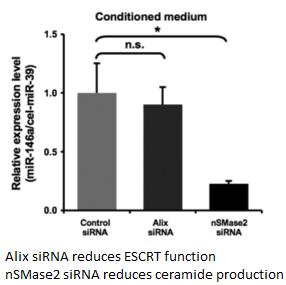 Conditioned medium
*
n.s.
Relative expression level
(miR-146a/cel-miR-39)
1.5
1.0
0.5
0.0
Control
siRNA
Alix
siRNA
nSMase2
siRNA
Alix siRNA reduces ESCRT function
nSMase2 siRNA reduces ceramide production